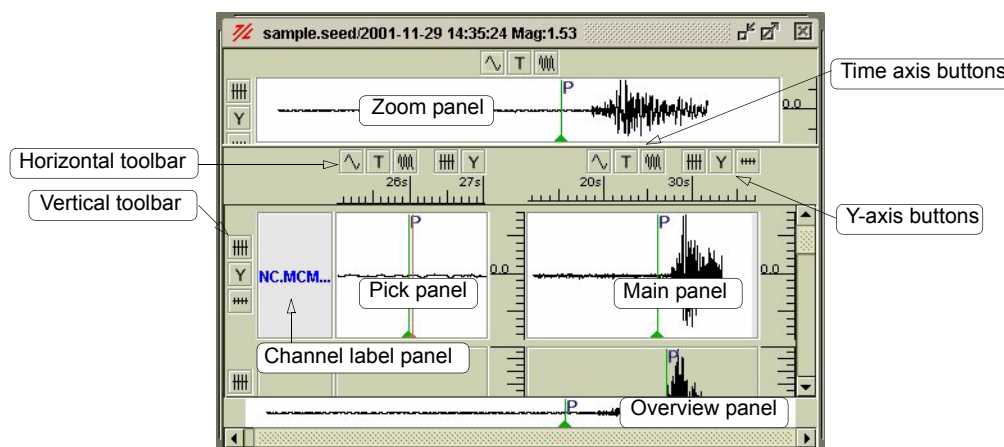 sample.seed/2001-11-29 14:35:24 Mag:1.53
T
Time axis buttons
P
Zoom panel
0.0
Y
Horizontal toolbar
T Y T Y
26s 27s 20s 30s
Vertical toolbar
Y-axis buttons
P P
Y
NC.MCM... 0.0 0.0
Pick panel Main panel
Channel label panel
P
P Overview panel